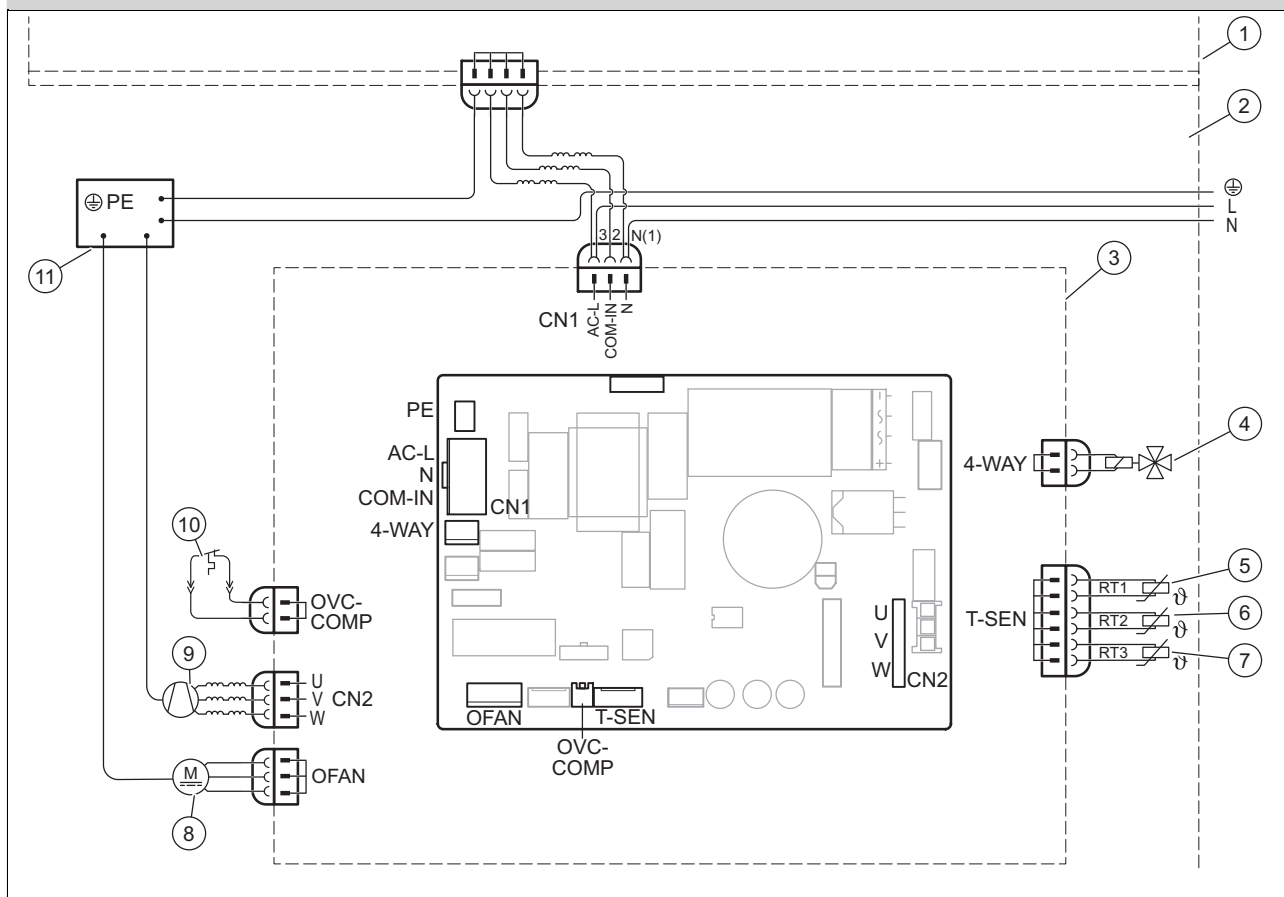 1
2
PE
L
N
3 2 N(1)
11
3
CN1
AC-L
COM-IN
N
PE
AC-L
N
COM-IN
CN1
4-WAY
4-WAY
4
10
OVC-
COMP
U
V
W
CN2
T-SEN
RT1
ϑ
5
RT2
ϑ
6
RT3
ϑ
7
9
U
V CN2
W
OFAN
T-SEN
OVC-
COMP
M
OFAN
8